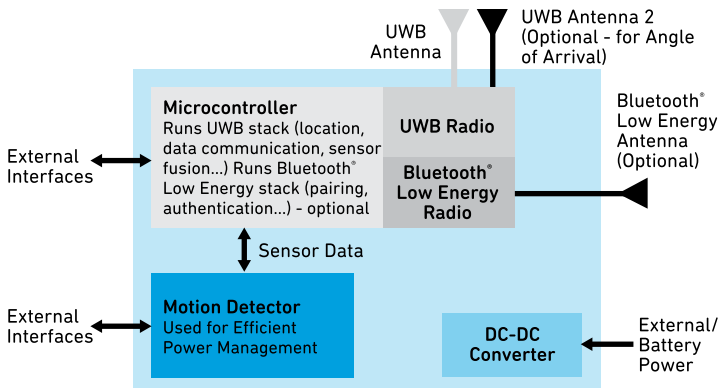 UWB
Antenna
UWB Antenna 2
(Optional - for Angle
of Arrival)
Microcontroller
Runs UWB stack (location,
data communication, sensor
fusion...) Runs Bluetooth®
Low Energy stack (pairing,
authentication...) - optional
UWB Radio
Bluetooth®
Low Energy
Radio
Bluetooth®
Low Energy
Antenna
(Optional)
External
Interfaces
Sensor Data
Motion Detector
Used for Efficient
Power Management
External
Interfaces
DC-DC
Converter
External/
Battery
Power